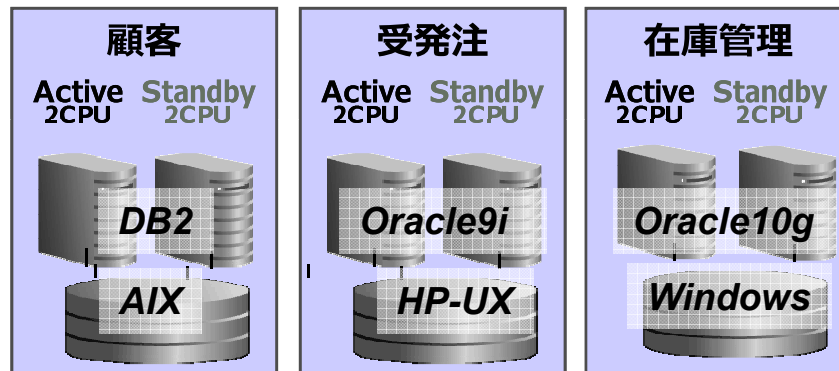 顧客
Active Standby
2CPU 2CPU
DB2
AIX
受発注
Active Standby
2CPU 2CPU
Oracle9i
HP-UX
在庫管理
Active Standby
2CPU 2CPU
Oracle10g
Windows